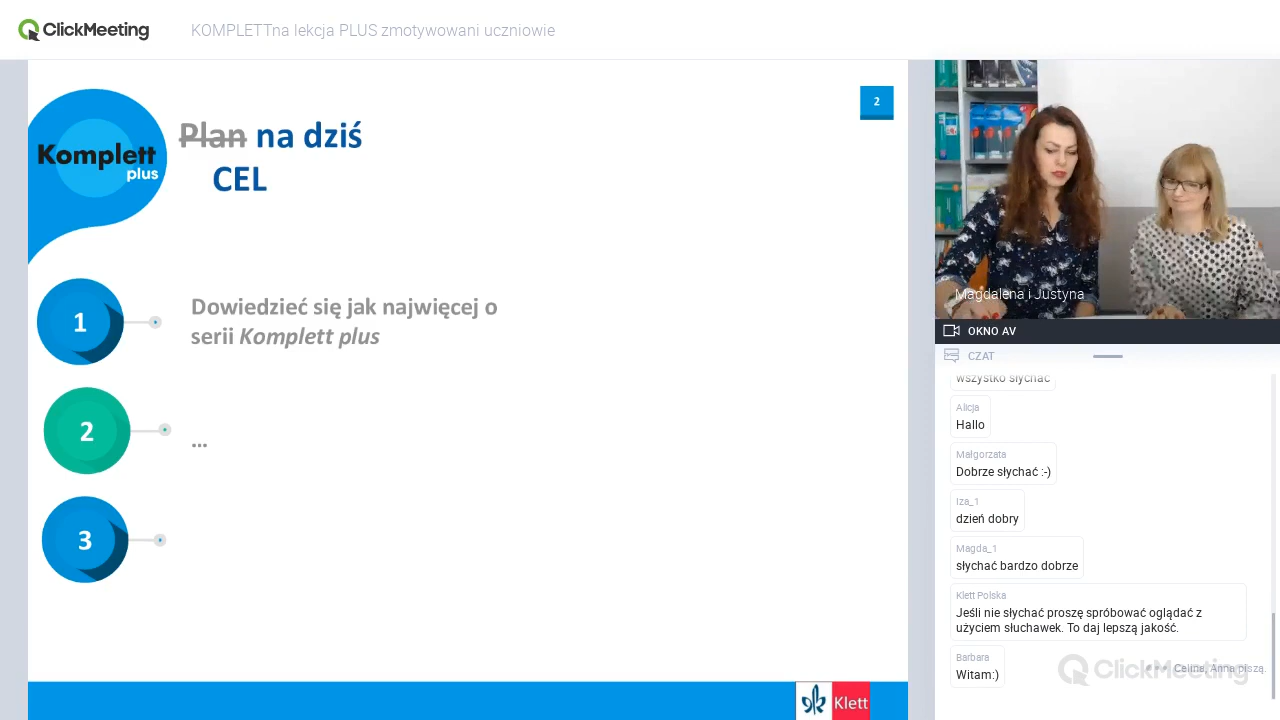 ClickMeeting
KOMPLETTna lekcja PLUS zmotywowani uczniowie
2
Komplett
plus
Plan na dziś
CEL
1
Dowiedzieć się jak najwięcej o
serii Komplett plus
2
...
3
Klett
Magdalena i Justyna
OKNO AV
CZAT
wszystko słychać
Alicja
Hallo
Małgorzata
Dobrze słychać :-)
Iza_1
dzień dobry
Magda_1
słychać bardzo dobrze
Klett Polska
Jeśli nie słychać proszę spróbować oglądać z
użyciem słuchawek. To daj lepszą jakość.
Barbara
Witam:)
Celina, Anna piszą.
ClickMeeting